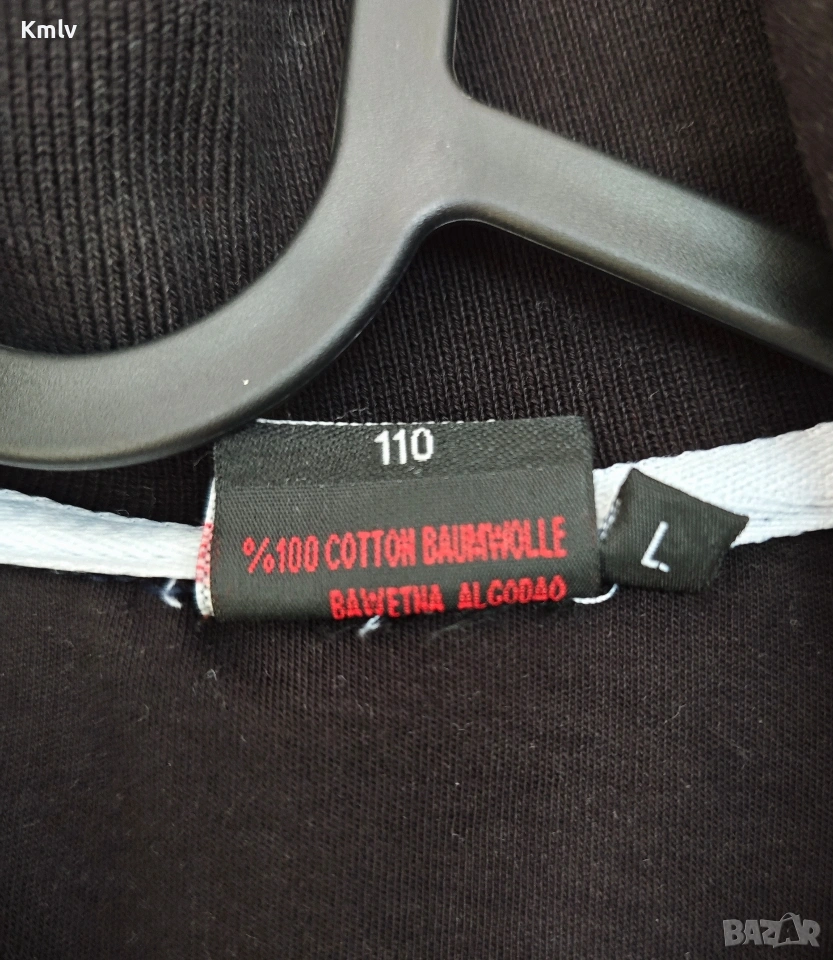 Kmlv
110
%100 COTTON BAUMWOLLE
BAWETNA ALGODAO
L
BAZAR